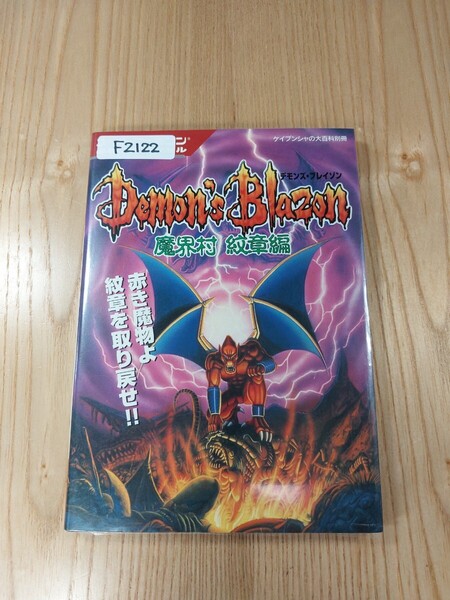 F2122
ケイブンシャの大百科別冊
デモンズ・ブレイゾン
Demon's Blazon
魔界村 紋章編
赤き魔物よ
紋章を取り戻せ!!